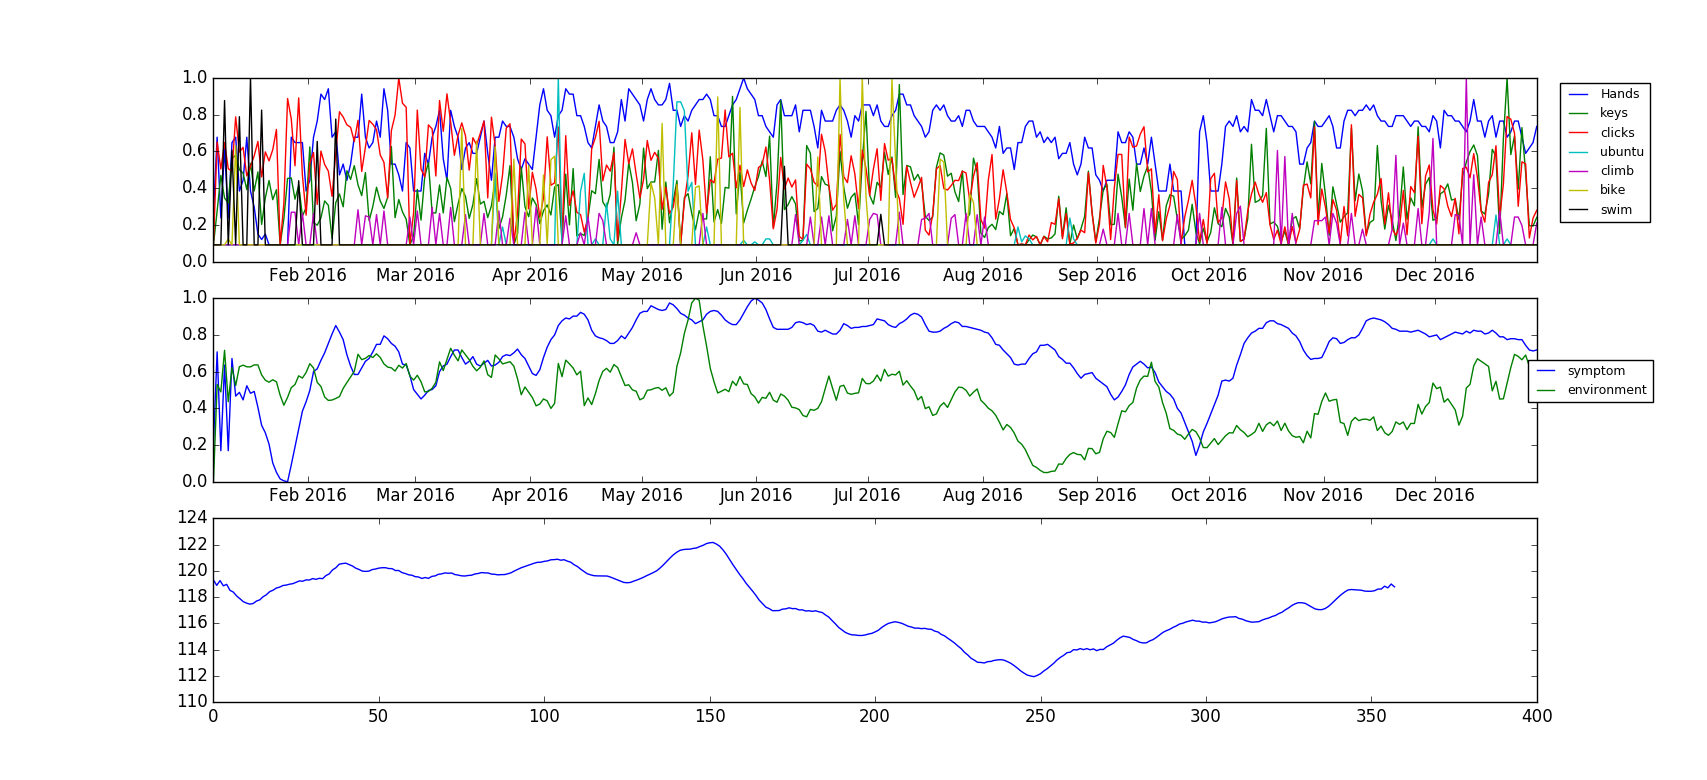 1.0
0.8
0.6
0.4
0.2
0.0
Feb 2016 Mar 2016 Apr 2016 May 2016 Jun 2016 Jul 2016 Aug 2016 Sep 2016 Oct 2016 Nov 2016 Dec 2016
Hands
keys
clicks
ubuntu
climb
bike
swim
1.0
0.8
0.6
0.4
0.2
0.0
Feb 2016 Mar 2016 Apr 2016 May 2016 Jun 2016 Jul 2016 Aug 2016 Sep 2016 Oct 2016 Nov 2016 Dec 2016
symptom
environment
124
122
120
118
116
114
112
110
0 50 100 150 200 250 300 350 400